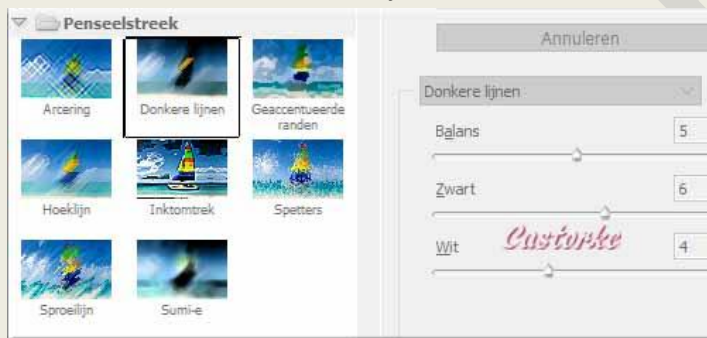 Penseelstreek
Arcering
Donkere lijnen
Geaccentueerde
randen
Hoeklijn
Inktomtrek
Spetters
Sproeilijn
Sumi-e
Annuleren
Donkere lijnen
Balans 5
Zwart 6
Wit 4
Castorke